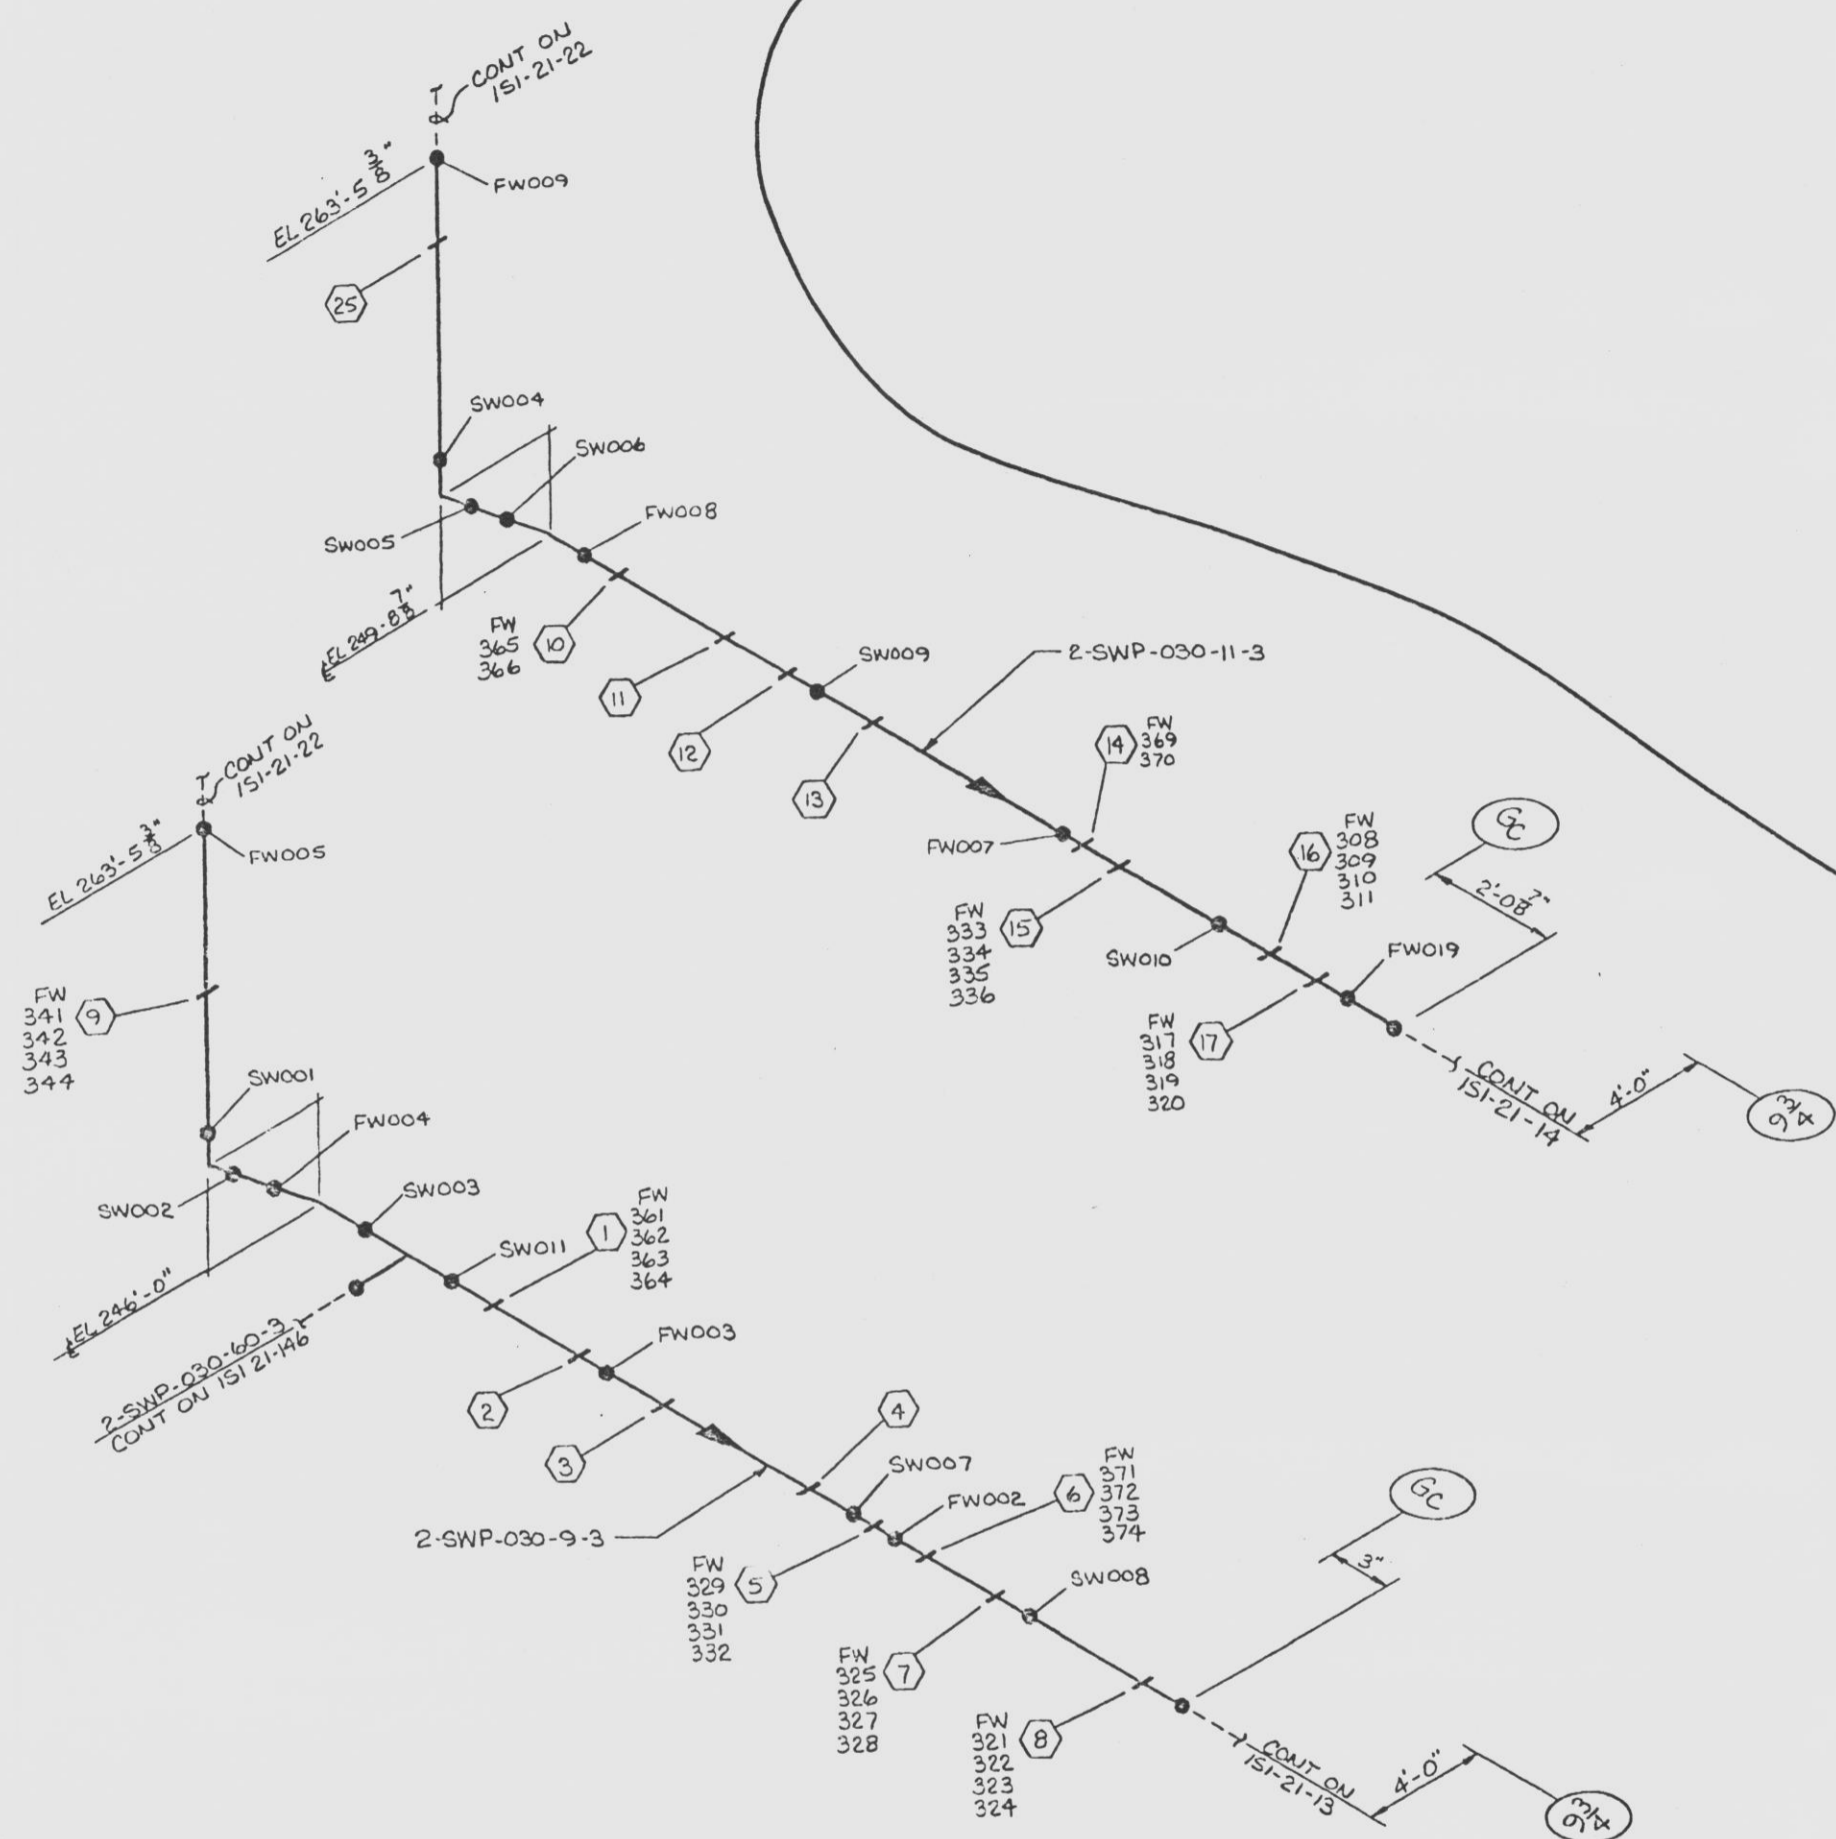 CONT ON
ISI-21-22
EL 263'-5 3/8"
FW009
25
SW004
SW006
SW005
FW008
℄ EL 249-8 7/8"
FW
365
366
10
11
12
SW009
13
2-SWP-030-11-3
14
FW
369
370
FW007
FW
333
334
335
336
15
SW010
16
FW
308
309
310
311
GC
2'-0 7/8"
FW019
FW
317
318
319
320
17
CONT ON
ISI-21-14
4'-0"
9 3/4
CONT ON
ISI-21-22
EL 263'-5 3/8"
FW005
FW
341
342
343
344
9
SW001
FW004
SW002
SW003
℄ EL 246'-0"
SW011
1
FW
361
362
363
364
2-SWP-030-60-3
CONT ON ISI 21-146
2
FW003
3
4
2-SWP-030-9-3
SW007
FW002
6
FW
371
372
373
374
FW
329
330
331
332
5
SW008
FW
325
326
327
328
7
FW
321
322
323
324
8
GC
3"
CONT ON
ISI-21-13
4'-0"
9 3/4